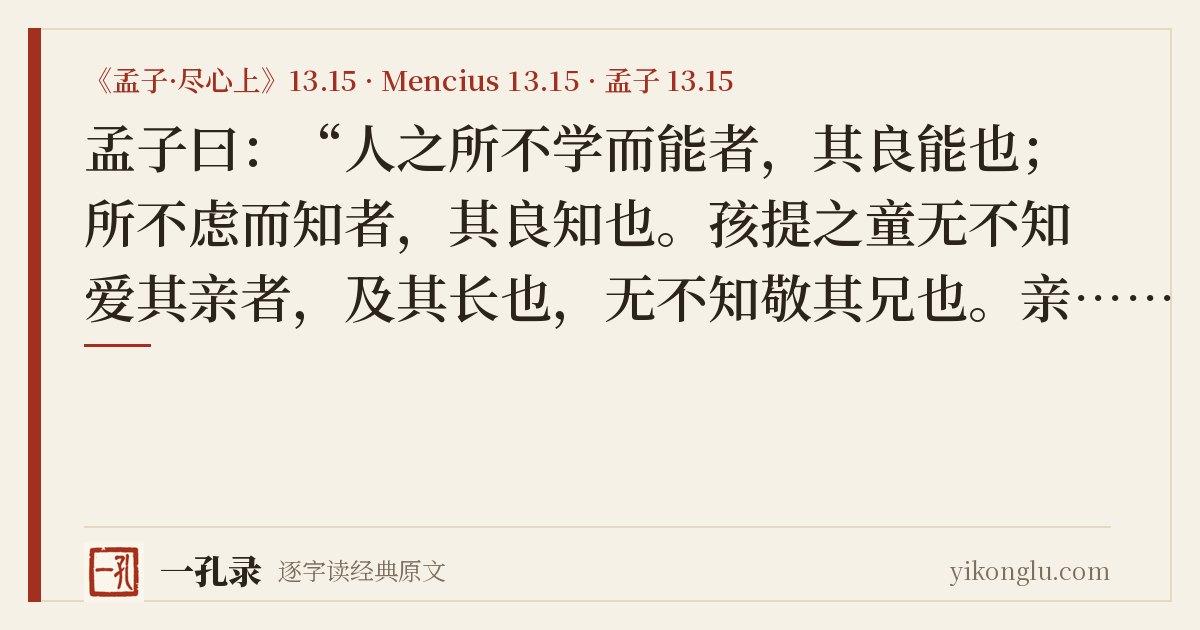 《孟子·尽心上》13.15 · Mencius 13.15 · 孟子 13.15
孟子曰：“人之所不学而能者，其良能也；
所不虑而知者，其良知也。孩提之童无不知
爱其亲者，及其长也，无不知敬其兄也。亲……
一孔
一孔录 逐字读经典原文 yikonglu.com